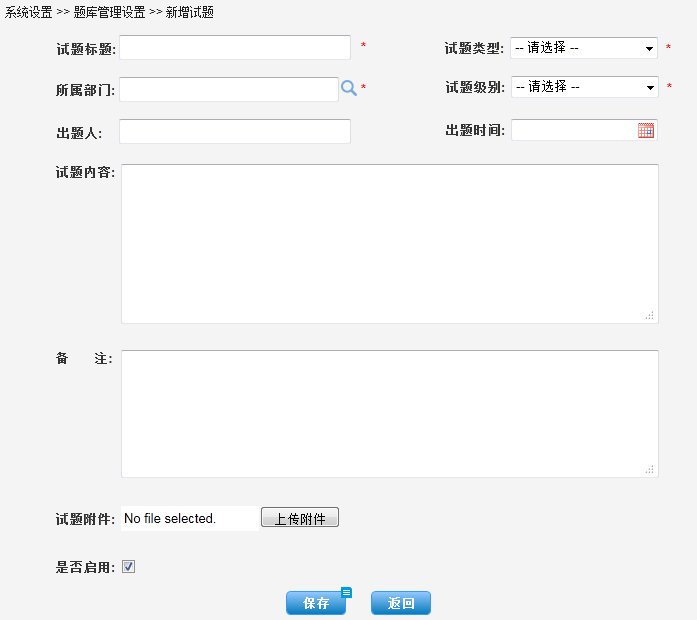 系统设置 >> 题库管理设置 >> 新增试题
试题标题: * 试题类型: -- 请选择 -- *
所属部门: * 试题级别: -- 请选择 -- *
出题人: 出题时间:
试题内容:
备 注:
试题附件: No file selected. 上传附件
是否启用:
保存 返回